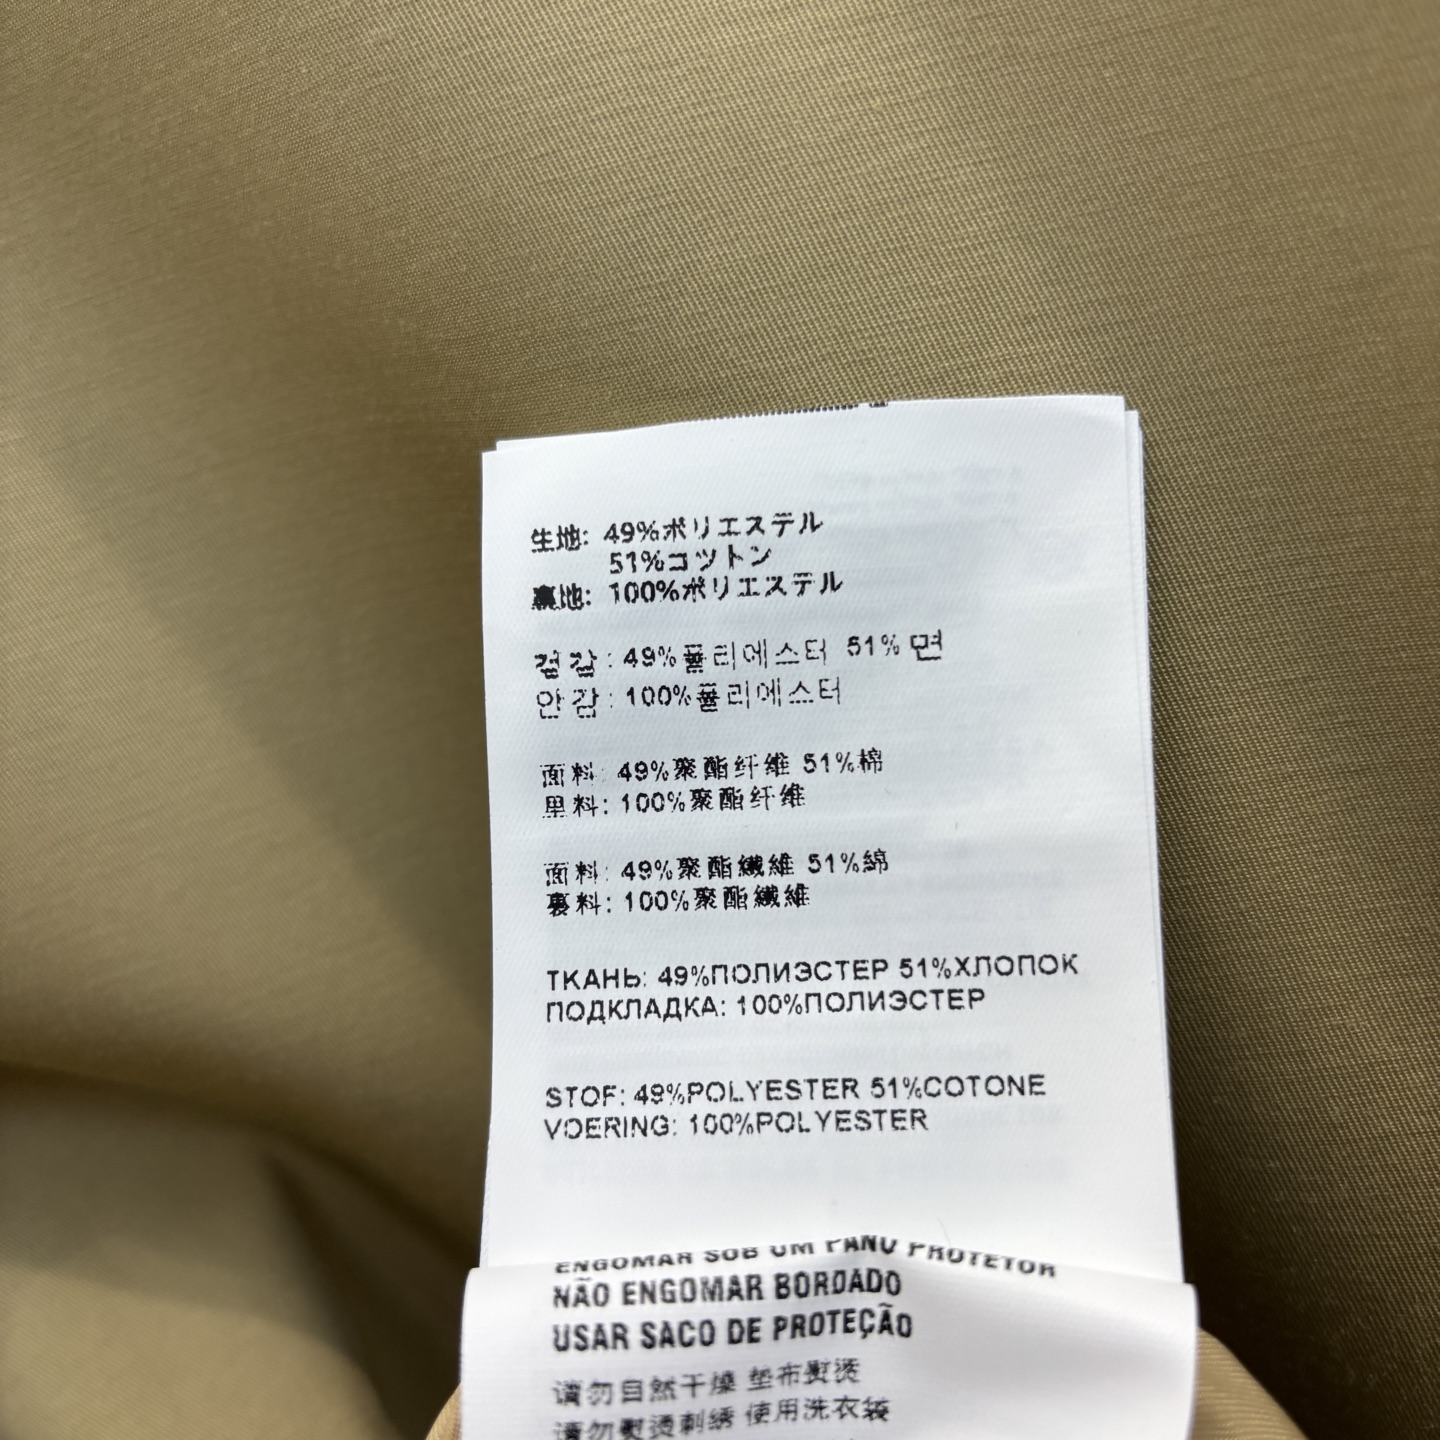 生地: 49%ポリエステル
51%コットン
裏地: 100%ポリエステル
겉감: 49%폴리에스터 51%면
안감: 100%폴리에스터
面料: 49%聚酯纤维 51%棉
里料: 100%聚酯纤维
面料: 49%聚酯纖維 51%綿
裏料: 100%聚酯纖維
ТКАНЬ: 49%ПОЛИЭСТЕР 51%ХЛОПОК
ПОДКЛАДКА: 100%ПОЛИЭСТЕР
STOF: 49%POLYESTER 51%COTONE
VOERING: 100%POLYESTER
ENGOMAR SOB UM PANO PROTETOR
NÃO ENGOMAR BORDADO
USAR SACO DE PROTEÇÃO
请勿自然干燥 垫布熨烫
请勿熨烫刺绣 使用洗衣袋